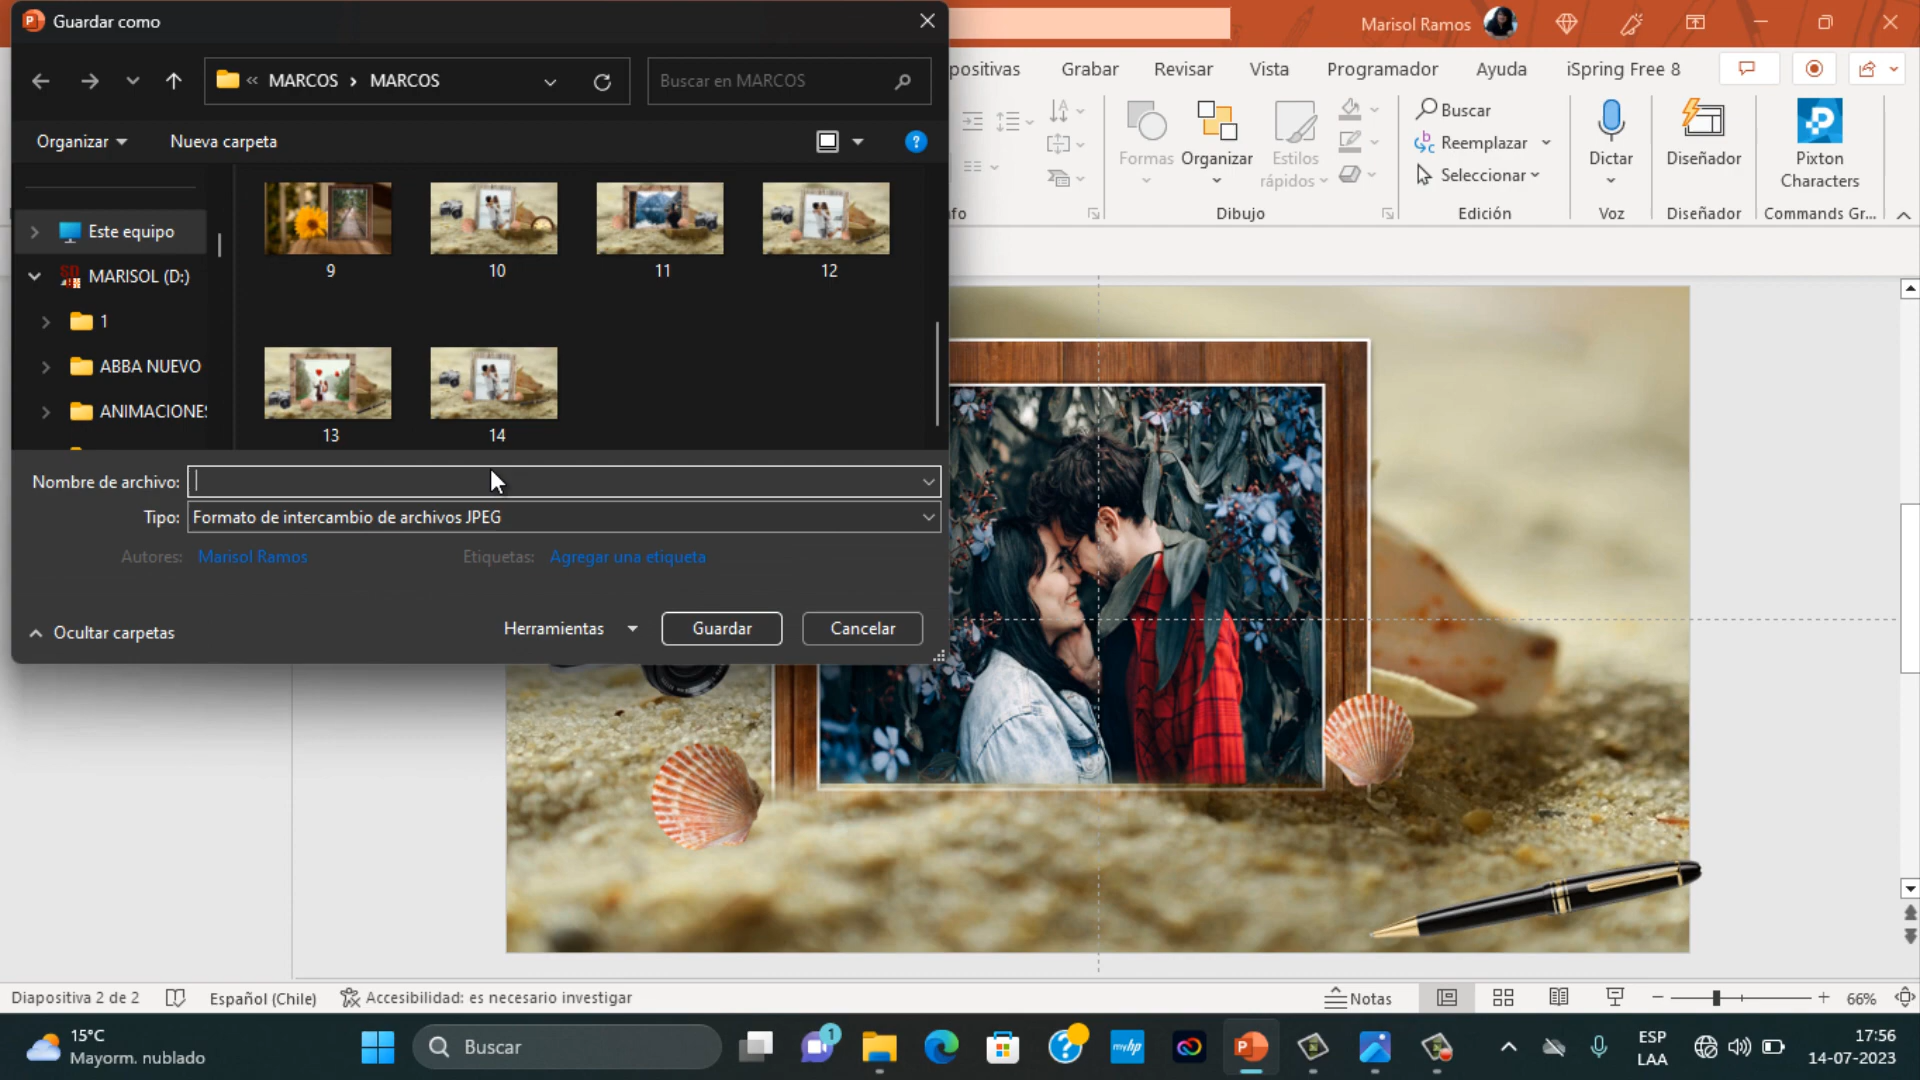 Guardar como
Marisol Ramos
« MARCOS > MARCOS
Buscar en MARCOS
positivas
Grabar
Revisar
Vista
Programador
Ayuda
iSpring Free 8
Organizar
Nueva carpeta
Formas
Organizar
Estilos
rápidos
Buscar
Reemplazar
Seleccionar
Dictar
Diseñador
Pixton
Characters
Dibujo
Edición
Voz
Diseñador
Commands Gr...
Este equipo
MARISOL (D:)
1
ABBA NUEVO
ANIMACIONES
9
10
11
12
13
14
Nombre de archivo:
Tipo:
Formato de intercambio de archivos JPEG
Autores:
Marisol Ramos
Etiquetas:
Agregar una etiqueta
Ocultar carpetas
Herramientas
Guardar
Cancelar
Diapositiva 2 de 2
Español (Chile)
Accesibilidad: es necesario investigar
Notas
66%
15°C
Mayorm. nublado
Buscar
1
myhp
ESP
LAA
17:56
14-07-2023